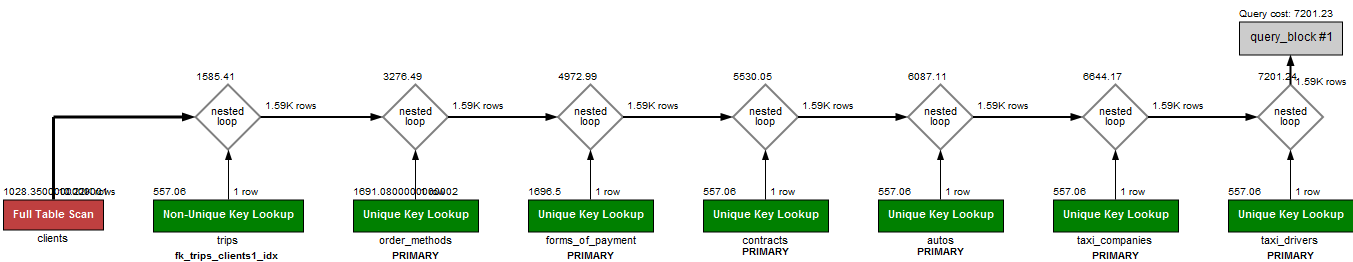 Query cost: 7201.23
query_block #1
1585.41
3276.49
4972.99
5530.05
6087.11
6644.17
7201.24
1.59K rows
nested loop
1.59K rows
nested loop
1.59K rows
nested loop
1.59K rows
nested loop
1.59K rows
nested loop
1.59K rows
nested loop
1.59K rows
nested loop
557.06
1 row
1696.5
1 row
557.06
1 row
557.06
1 row
557.06
1 row
557.06
1 row
Full Table Scan
Non-Unique Key Lookup
Unique Key Lookup
Unique Key Lookup
Unique Key Lookup
Unique Key Lookup
Unique Key Lookup
Unique Key Lookup
clients
trips
order_methods
forms_of_payment
contracts
autos
taxi_companies
taxi_drivers
fk_trips_clients1_idx
PRIMARY
PRIMARY
PRIMARY
PRIMARY
PRIMARY
PRIMARY